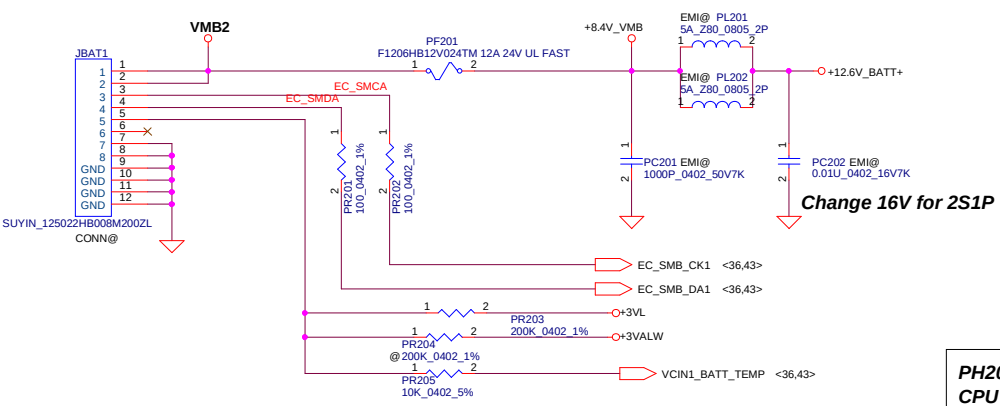 VMB2
JBAT1
1
2
3
4
5
6
7
8
9
10
11
12
1
2
3
4
5
6
7
8
GND
GND
GND
GND
SUYIN_125022HB008M200ZL
CONN@
EC_SMCA
EC_SMDA
PF201
F1206HB12V024TM 12A 24V UL FAST
1 2
+8.4V_VMB
EMI@ PL201
5A_Z80_0805_2P
1 2
EMI@ PL202
5A_Z80_0805_2P
1 2
+12.6V_BATT+
1
2
PR201
100_0402_1%
1
2
PR202
100_0402_1%
1
2
PC201 EMI@
1000P_0402_50V7K
1
2
PC202 EMI@
0.01U_0402_16V7K
Change 16V for 2S1P
EC_SMB_CK1 <36,43>
EC_SMB_DA1 <36,43>
1 2
+3VL
PR203
200K_0402_1%
1 2
+3VALW
PR204
@200K_0402_1%
1 2
VCIN1_BATT_TEMP <36,43>
PR205
10K_0402_5%
PH20
CPU